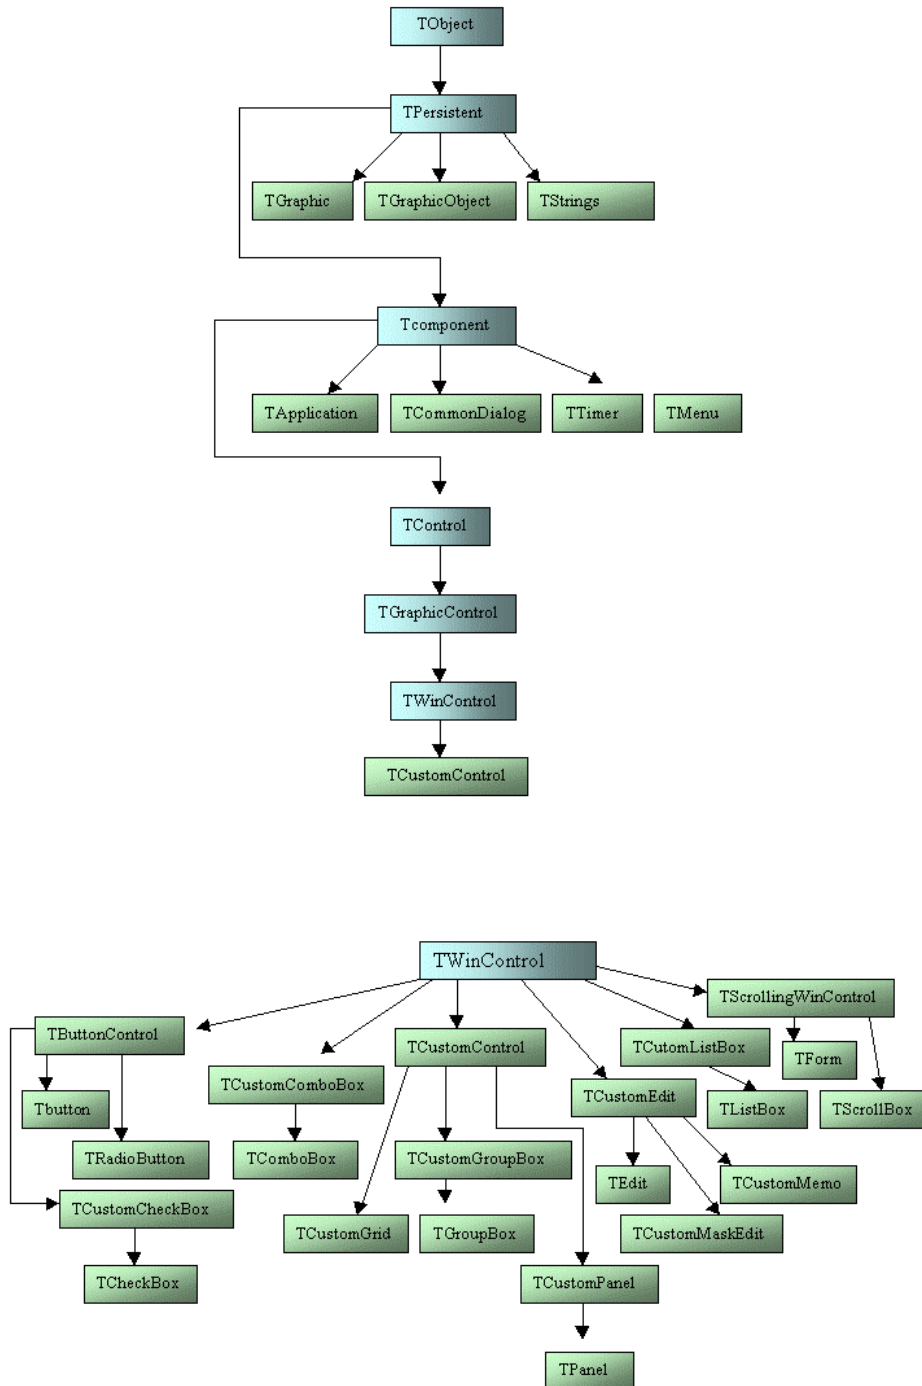 TObject
TPersistent
TGraphic
TGraphicObject
TStrings
Tcomponent
TApplication
TCommonDialog
TTimer
TMenu
TControl
TGraphicControl
TWinControl
TCustomControl
TWinControl
TScrollingWinControl
TButtonControl
TCustomControl
TCutomListBox
TForm
TCustomComboBox
TCustomEdit
Tbutton
TListBox
TScrollBox
TRadioButton
TComboBox
TCustomGroupBox
TEdit
TCustomMemo
TCustomCheckBox
TCustomGrid
TGroupBox
TCustomMaskEdit
TCheckBox
TCustomPanel
TPanel